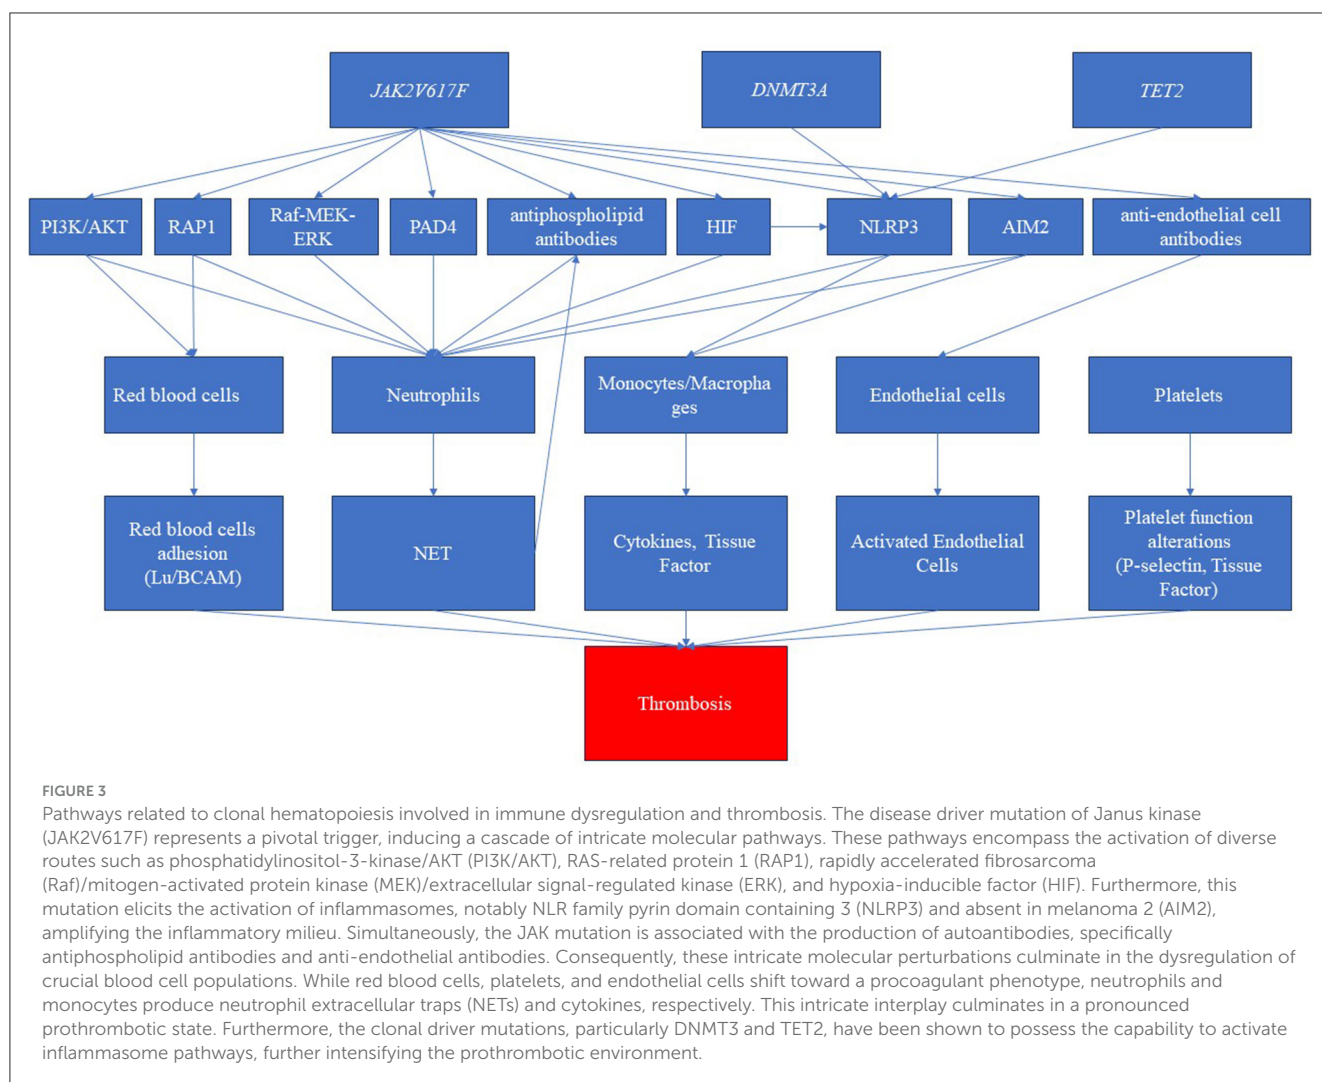 JAK2V617F
DNMT3A
TET2
PI3K/AKT
RAP1
Raf-MEK-
ERK
PAD4
antiphospholipid
antibodies
HIF
NLRP3
AIM2
anti-endothelial cell
antibodies
Red blood cells
Neutrophils
Monocytes/Macropha
ges
Endothelial cells
Platelets
Red blood cells
adhesion
(Lu/BCAM)
NET
Cytokines, Tissue
Factor
Activated Endothelial
Cells
Platelet function
alterations
(P-selectin, Tissue
Factor)
Thrombosis
FIGURE 3
Pathways related to clonal hematopoiesis involved in immune dysregulation and thrombosis. The disease driver mutation of Janus kinase
(JAK2V617F) represents a pivotal trigger, inducing a cascade of intricate molecular pathways. These pathways encompass the activation of diverse
routes such as phosphatidylinositol-3-kinase/AKT (PI3K/AKT), RAS-related protein 1 (RAP1), rapidly accelerated fibrosarcoma
(Raf)/mitogen-activated protein kinase (MEK)/extracellular signal-regulated kinase (ERK), and hypoxia-inducible factor (HIF). Furthermore, this
mutation elicits the activation of inflammasomes, notably NLR family pyrin domain containing 3 (NLRP3) and absent in melanoma 2 (AIM2),
amplifying the inflammatory milieu. Simultaneously, the JAK mutation is associated with the production of autoantibodies, specifically
antiphospholipid antibodies and anti-endothelial antibodies. Consequently, these intricate molecular perturbations culminate in the dysregulation of
crucial blood cell populations. While red blood cells, platelets, and endothelial cells shift toward a procoagulant phenotype, neutrophils and
monocytes produce neutrophil extracellular traps (NETs) and cytokines, respectively. This intricate interplay culminates in a pronounced
prothrombotic state. Furthermore, the clonal driver mutations, particularly DNMT3 and TET2, have been shown to possess the capability to activate
inflammasome pathways, further intensifying the prothrombotic environment.